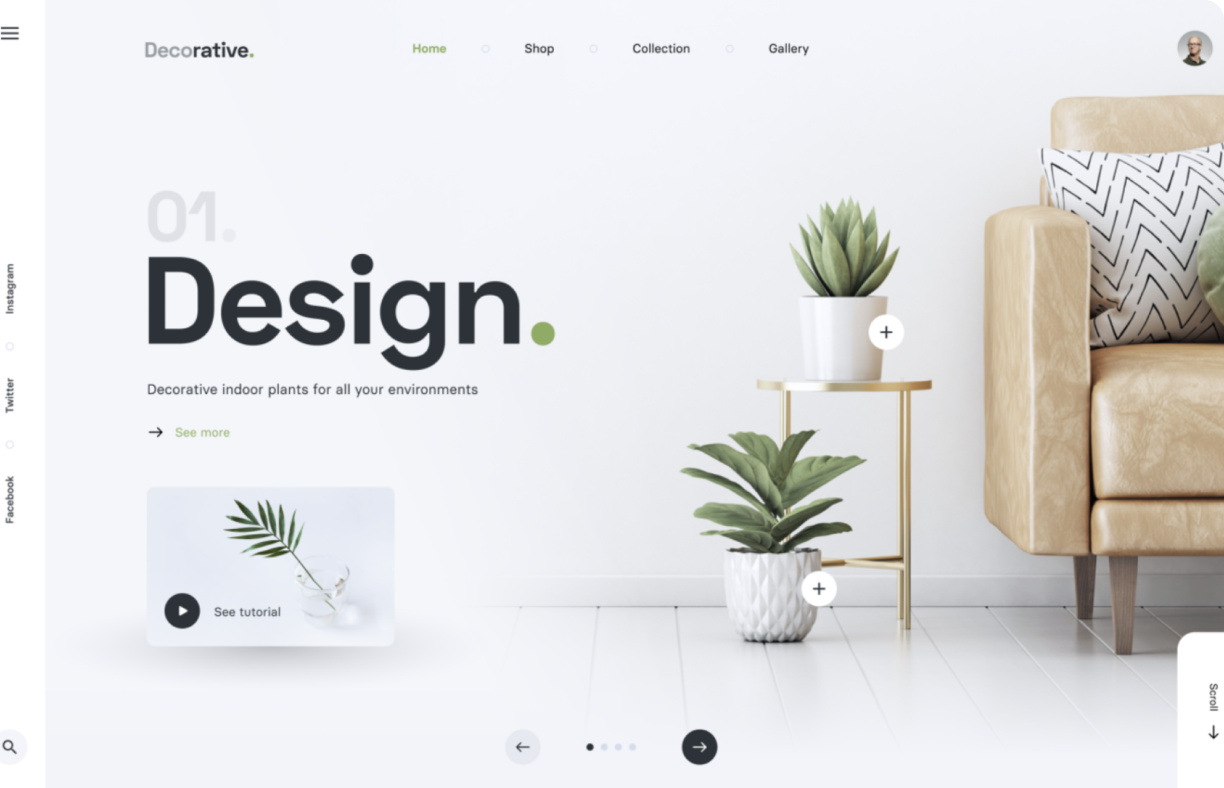 Decorative.
Home
Shop
Collection
Gallery
01.
Design.
Decorative indoor plants for all your environments
See more
See tutorial
Instagram
Twitter
Facebook
Scroll